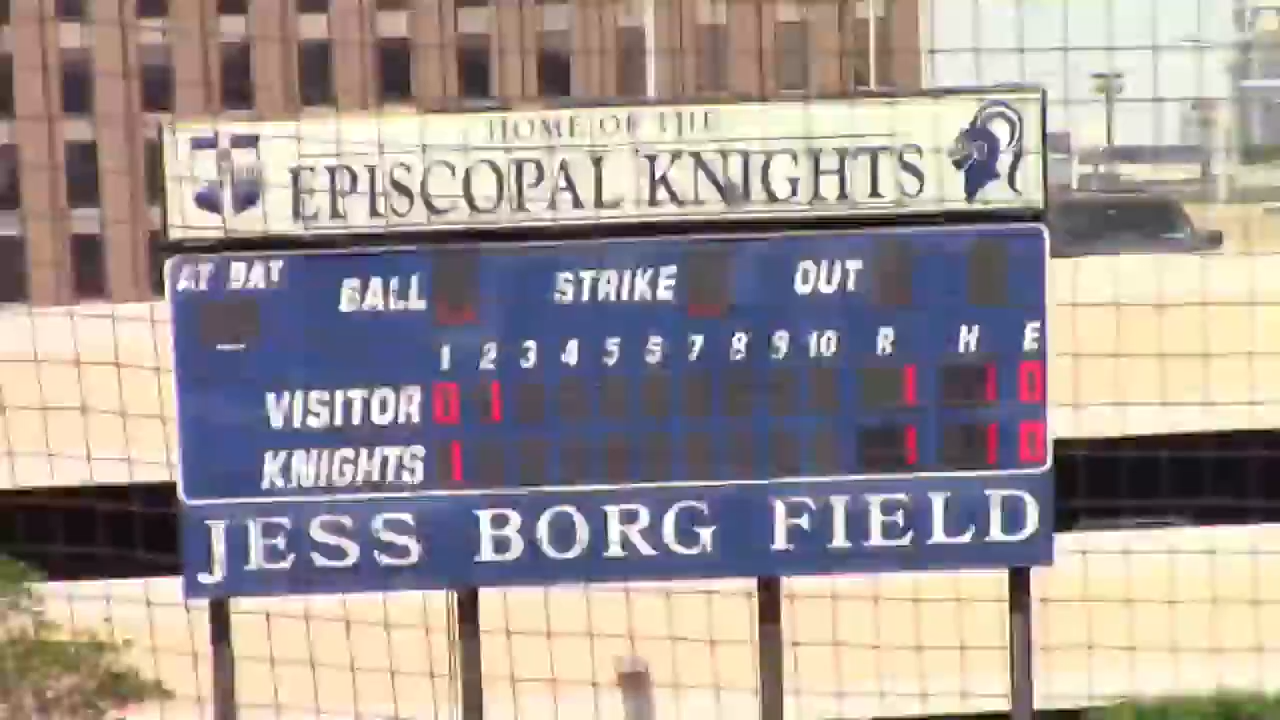 HOME OF THE
EPISCOPAL KNIGHTS
AT BAT BALL STRIKE OUT
1 2 3 4 5 6 7 8 9 10 R H E
VISITOR 0 1 1 1 0
KNIGHTS 1 1 1 0
JESS BORG FIELD